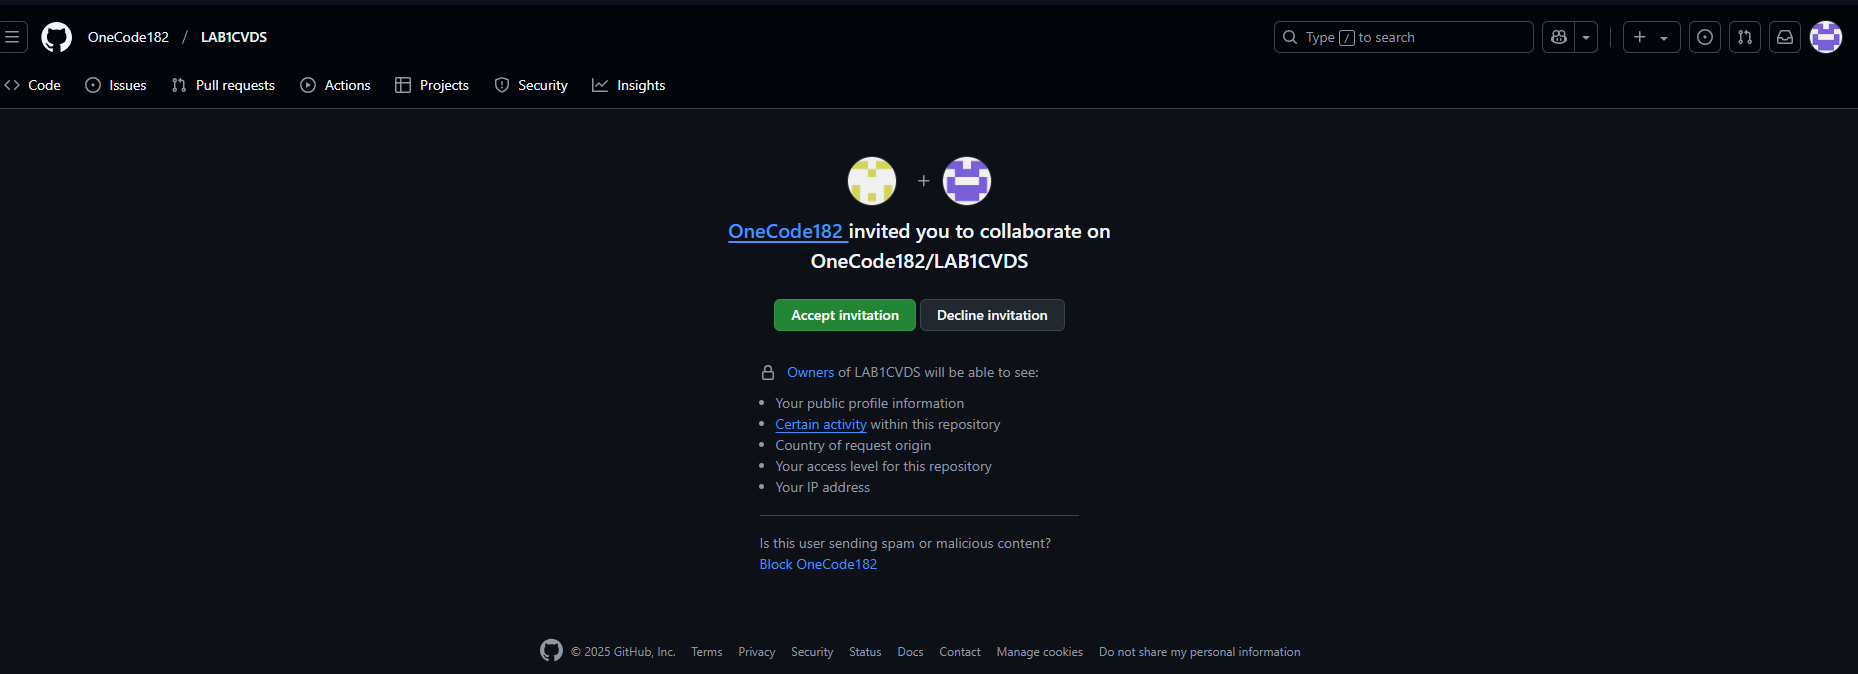 OneCode182 / LAB1CVDS
Type / to search
Code Issues Pull requests Actions Projects Security Insights
OneCode182 invited you to collaborate on
OneCode182/LAB1CVDS
Accept invitation Decline invitation
Owners of LAB1CVDS will be able to see:
Your public profile information
Certain activity within this repository
Country of request origin
Your access level for this repository
Your IP address
Is this user sending spam or malicious content?
Block OneCode182
© 2025 GitHub, Inc. Terms Privacy Security Status Docs Contact Manage cookies Do not share my personal information